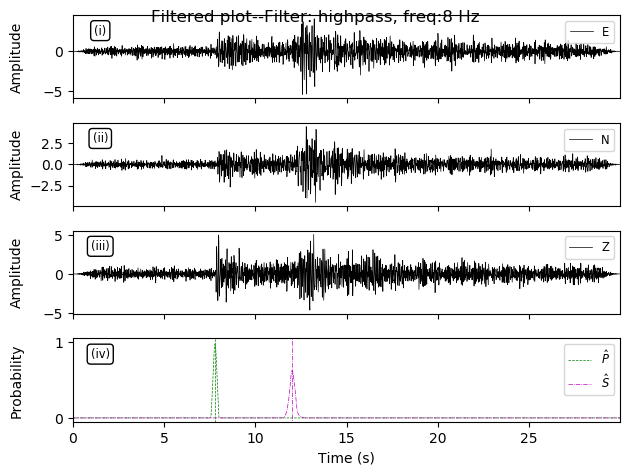 Filtered plot--Filter: highpass, freq:8 Hz
Amplitude
0
−5
(i)
E
Amplitude
2.5
0.0
−2.5
(ii)
N
Amplitude
5
0
−5
(iii)
Z
Probability
1
0
(iv)
P̂
Ŝ
0 5 10 15 20 25
Time (s)